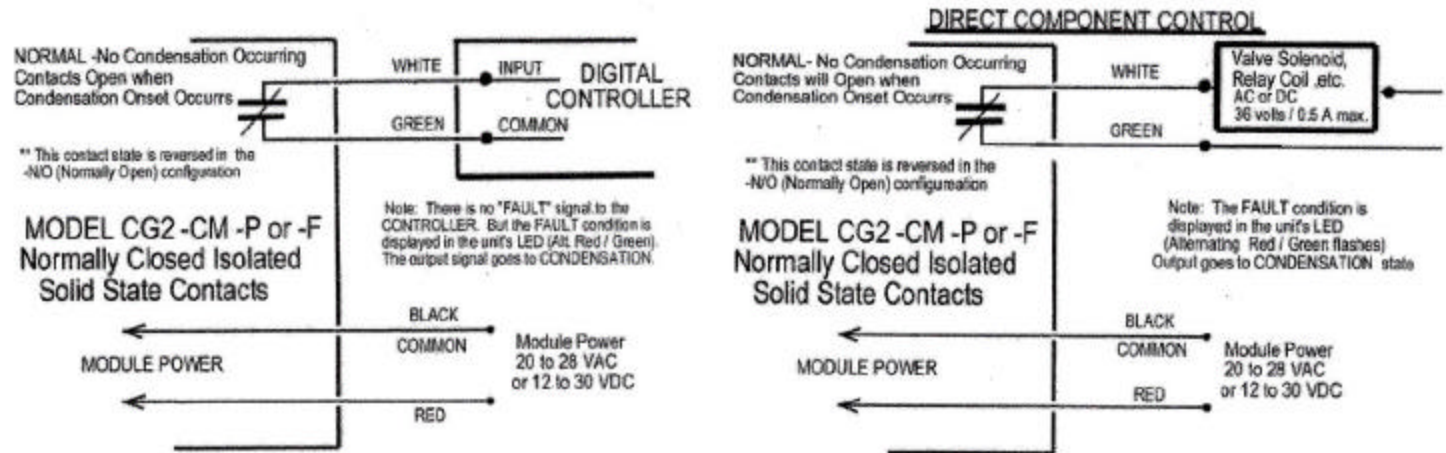 NORMAL -No Condensation Occurring
Contacts Open when
Condensation Onset Occurrs
WHITE
INPUT
DIGITAL
CONTROLLER
GREEN
COMMON
** This contact state is reversed in the
-N/O (Normally Open) configuration
MODEL CG2 -CM -P or -F
Normally Closed Isolated
Solid State Contacts
Note: There is no "FAULT" signal to the
CONTROLLER. But the FAULT condition is
displayed in the unit's LED (Alt. Red / Green).
The output signal goes to CONDENSATION.
BLACK
COMMON
MODULE POWER
RED
Module Power
20 to 28 VAC
or 12 to 30 VDC
DIRECT COMPONENT CONTROL
NORMAL- No Condensation Occurring
Contacts will Open when
Condensation Onset Occurrs
WHITE
Valve Solenoid,
Relay Coil ,etc.
AC or DC
36 volts / 0.5 A max.
GREEN
** This contact state is reversed in the
-N/O (Normally Open) configureation
MODEL CG2 -CM -P or -F
Normally Closed Isolated
Solid State Contacts
Note: The FAULT condition is
displayed in the unit's LED
(Alternating Red / Green flashes)
Output goes to CONDENSATION state
BLACK
COMMON
MODULE POWER
RED
Module Power
20 to 28 VAC
or 12 to 30 VDC